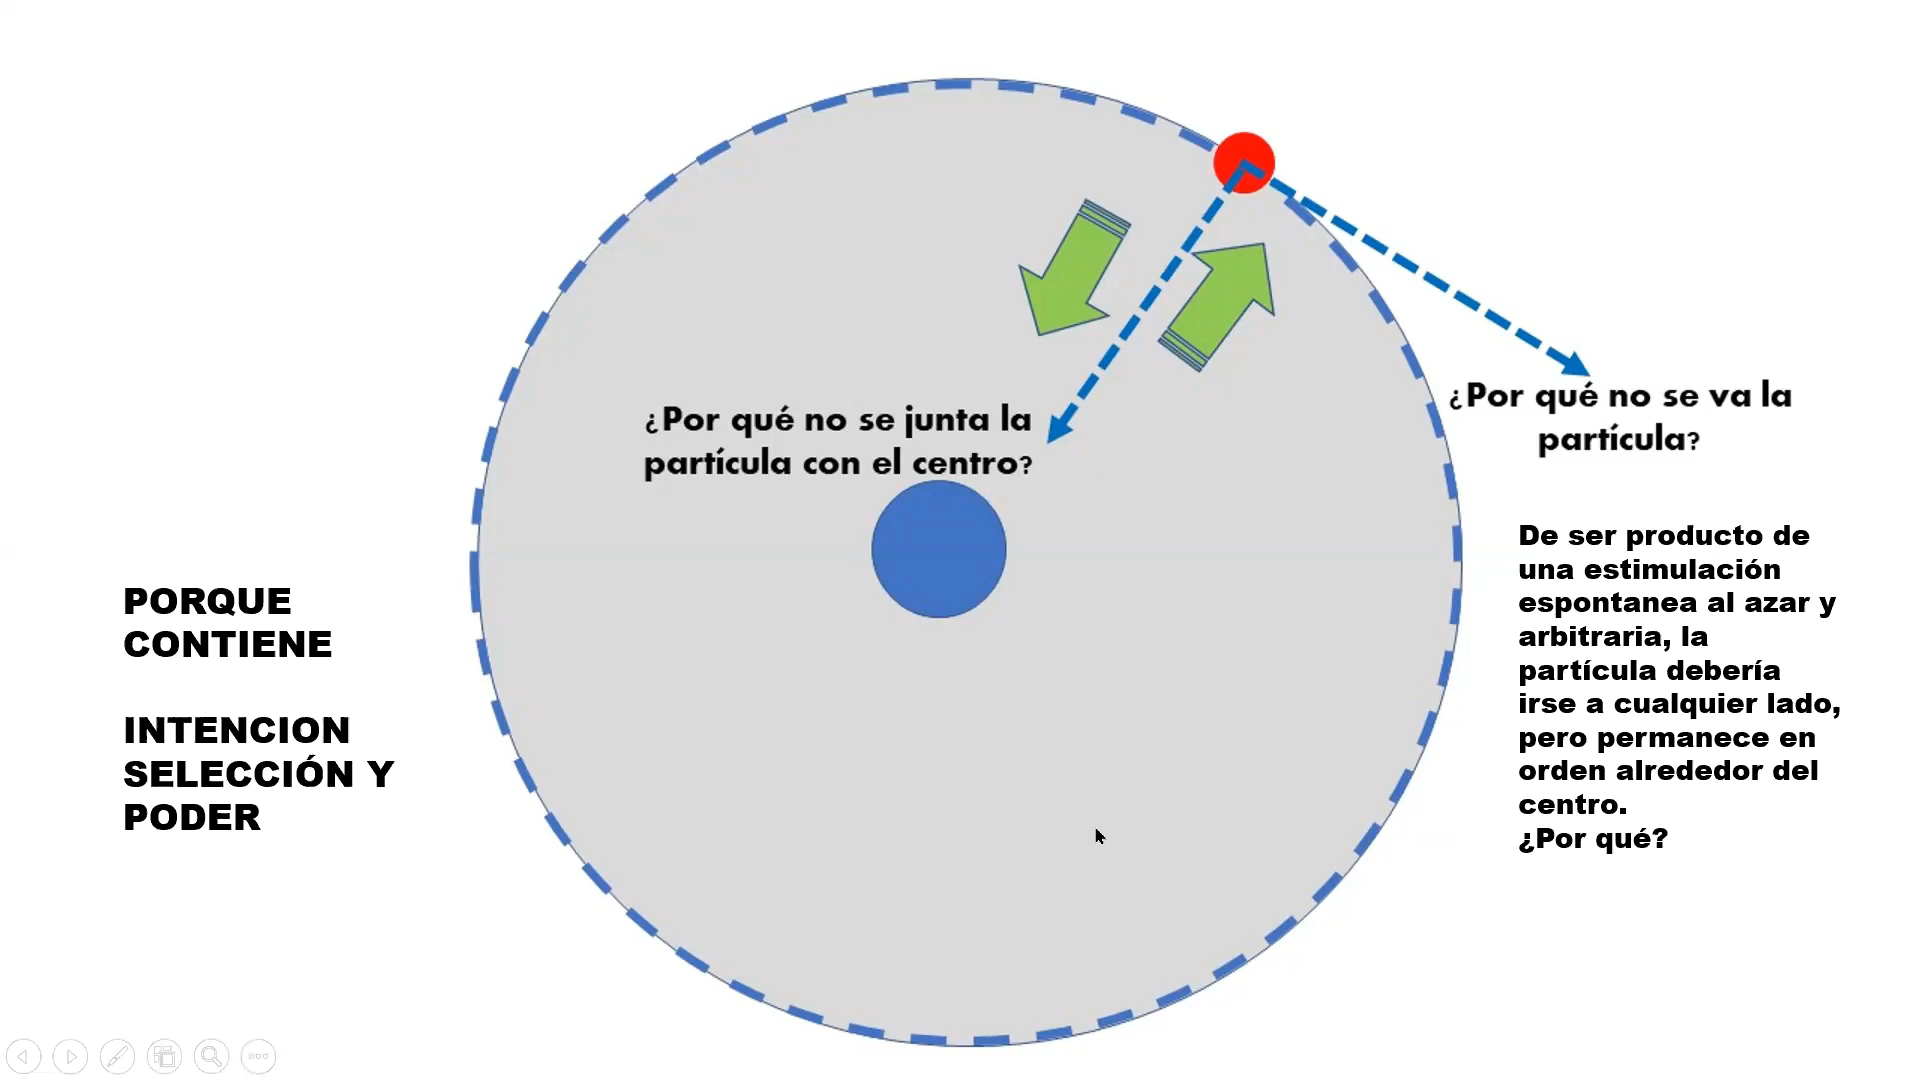 ¿Por qué no se va la
partícula?
¿Por qué no se junta la
partícula con el centro?
De ser producto de
una estimulación
espontanea al azar y
arbitraria, la
partícula debería
irse a cualquier lado,
pero permanece en
orden alrededor del
centro.
¿Por qué?
PORQUE
CONTIENE
INTENCION
SELECCIÓN Y
PODER